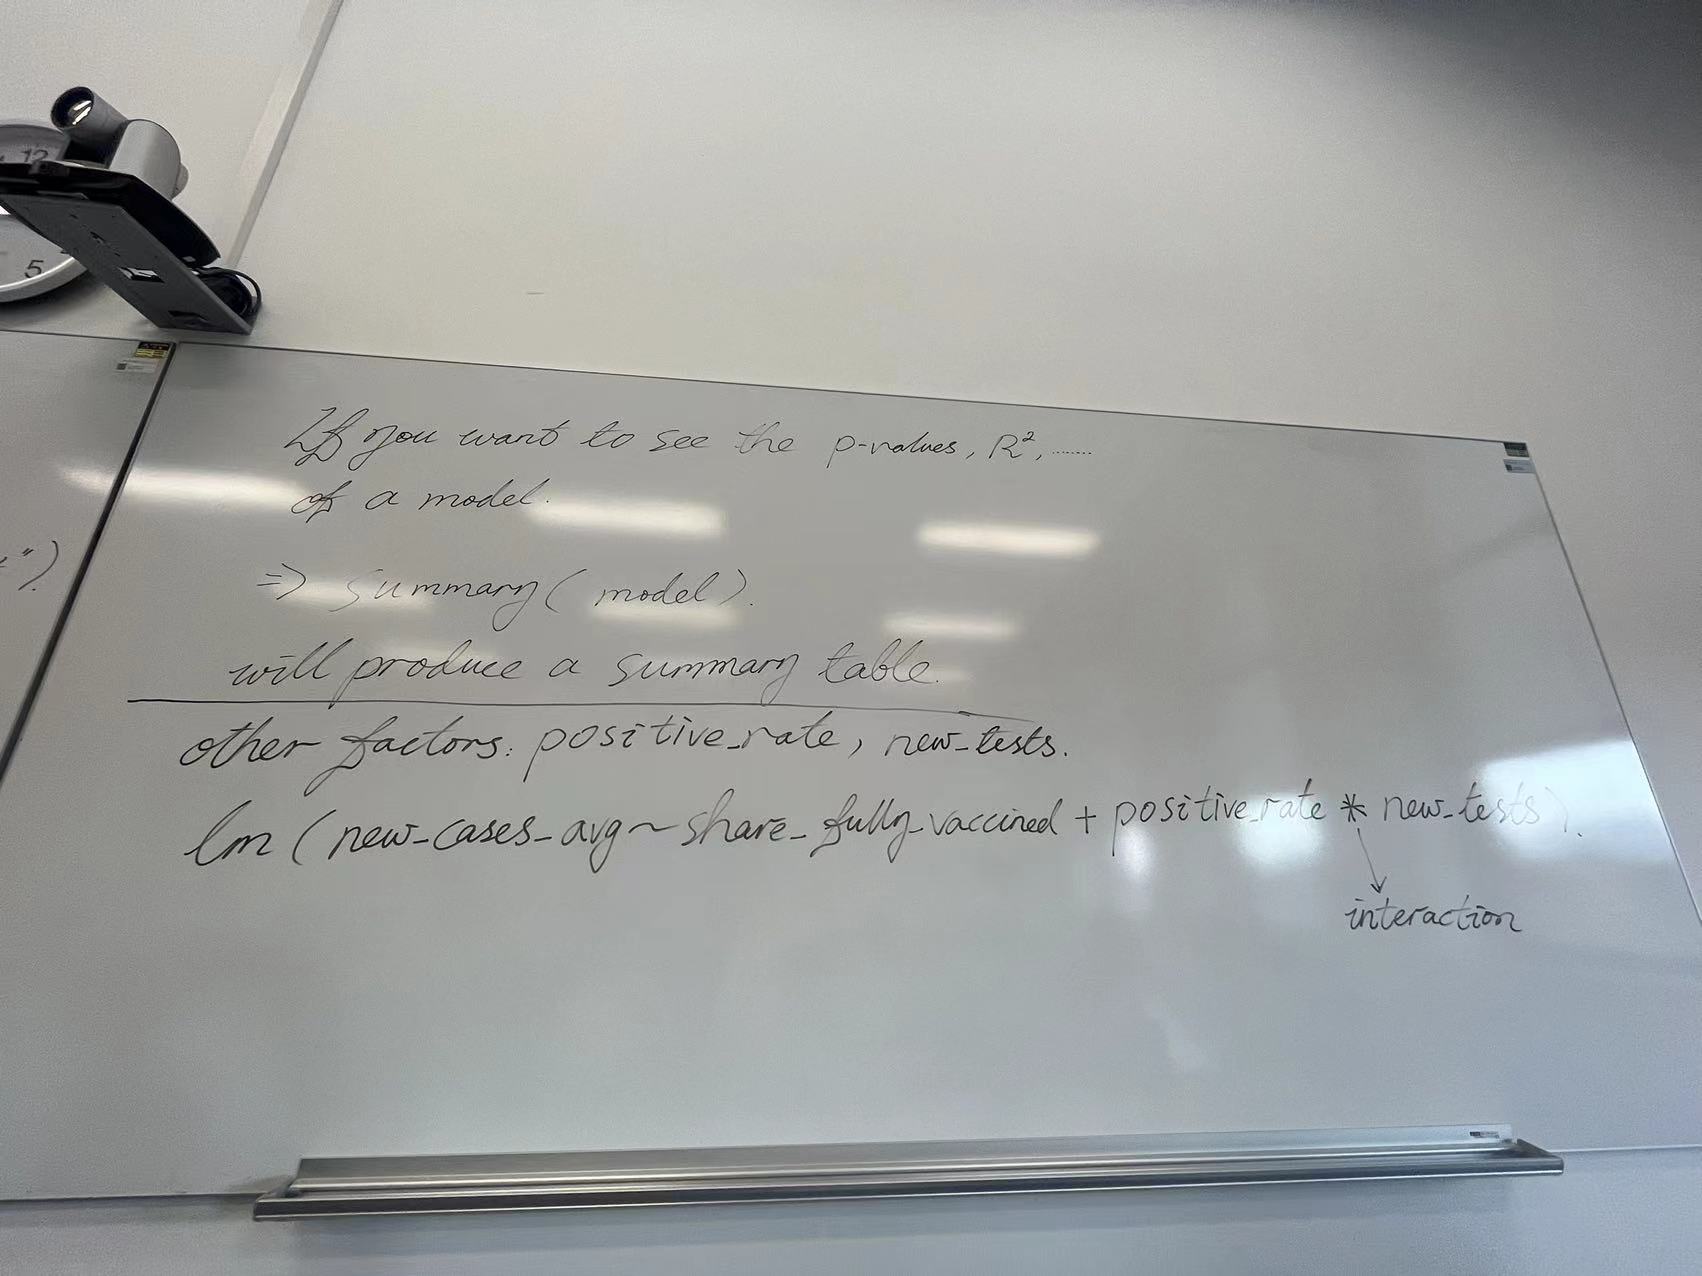 12
5
")
If you want to see the p-values, R², ........
of a model.
=> summary ( model ).
will produce a summary table.
other factors: positive_rate, new_tests.
lm ( new_cases_avg ~ share_fully_vaccined + positive_rate * new_tests ).
interaction